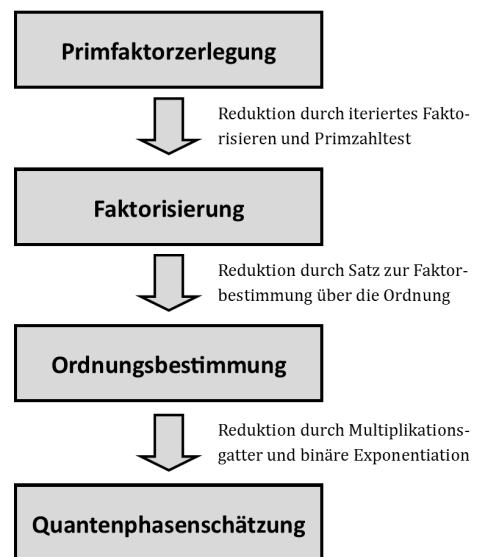 Primfaktorzerlegung
Reduktion durch iteriertes Fakto-
risieren und Primzahltest
Faktorisierung
Reduktion durch Satz zur Faktor-
bestimmung über die Ordnung
Ordnungsbestimmung
Reduktion durch Multiplikations-
gatter und binäre Exponentiation
Quantenphasenschätzung